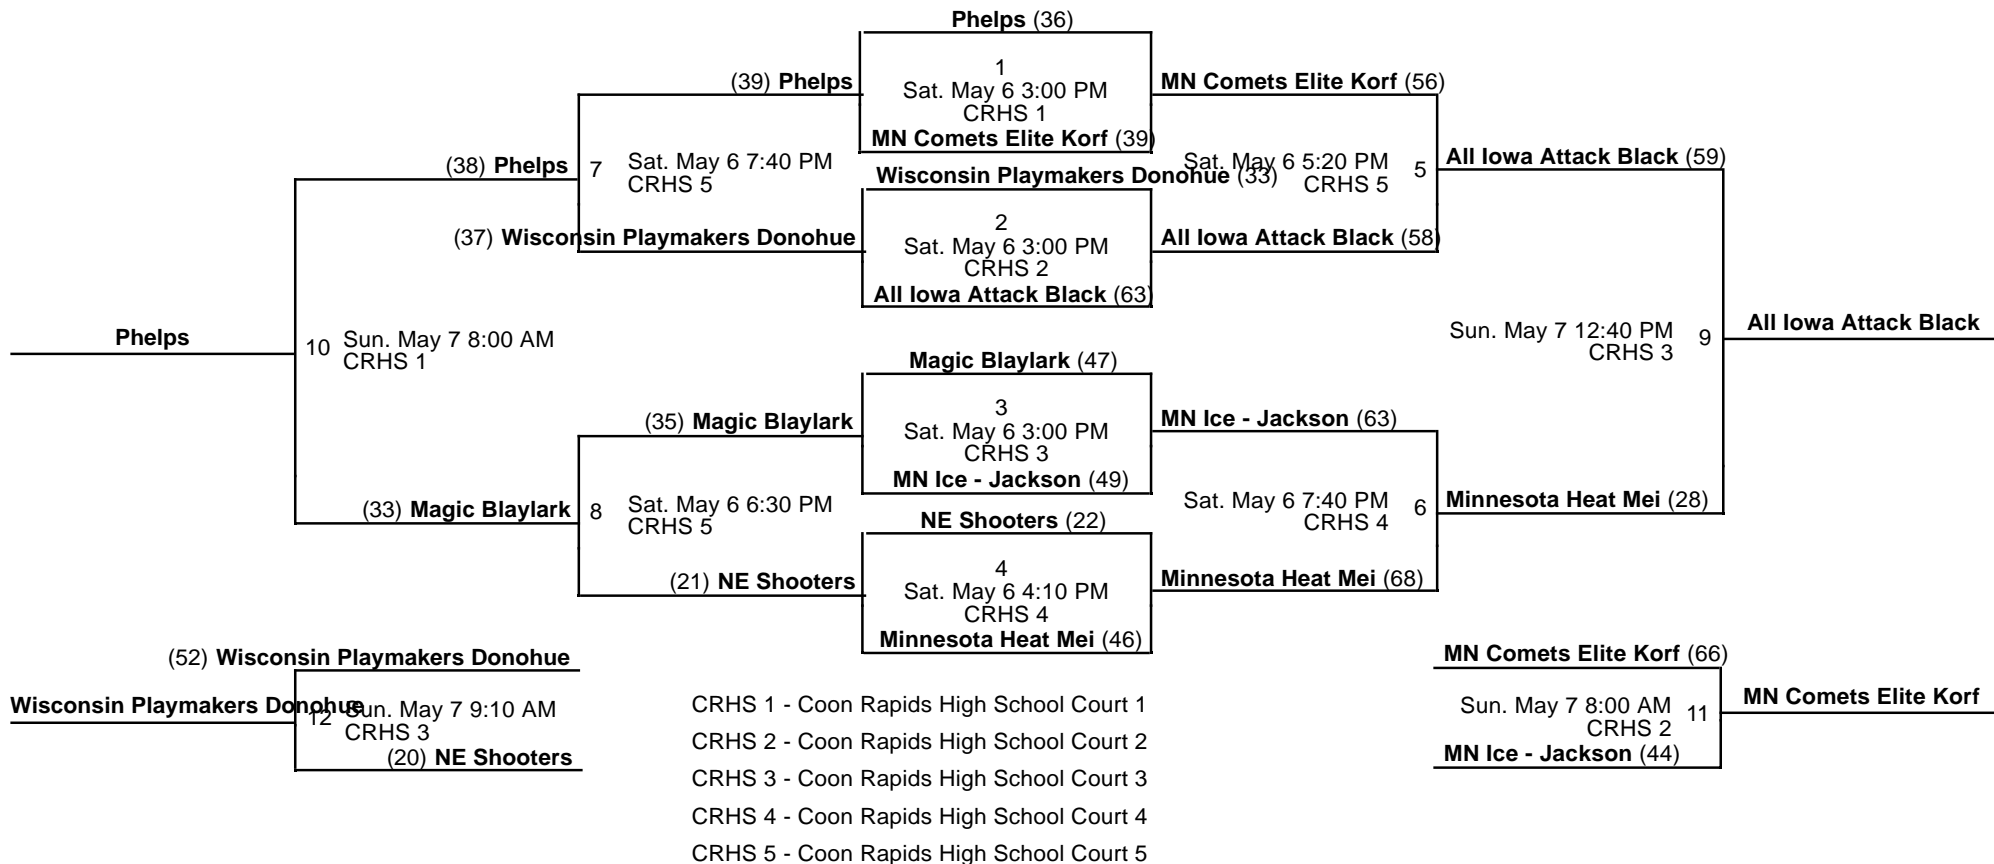 Phelps (36)
1
Sat. May 6 3:00 PM
CRHS 1
MN Comets Elite Korf (39)
(39) Phelps
MN Comets Elite Korf (56)
(38) Phelps
7
Sat. May 6 7:40 PM
CRHS 5
Wisconsin Playmakers Donohue (33)
Sat. May 6 5:20 PM
CRHS 5
5
All Iowa Attack Black (59)
(37) Wisconsin Playmakers Donohue
2
Sat. May 6 3:00 PM
CRHS 2
All Iowa Attack Black (63)
All Iowa Attack Black (58)
Phelps
10
Sun. May 7 8:00 AM
CRHS 1
Sun. May 7 12:40 PM
CRHS 3
9
All Iowa Attack Black
Magic Blaylark (47)
3
Sat. May 6 3:00 PM
CRHS 3
MN Ice - Jackson (49)
(35) Magic Blaylark
MN Ice - Jackson (63)
(33) Magic Blaylark
8
Sat. May 6 6:30 PM
CRHS 5
NE Shooters (22)
Sat. May 6 7:40 PM
CRHS 4
6
Minnesota Heat Mei (28)
(21) NE Shooters
4
Sat. May 6 4:10 PM
CRHS 4
Minnesota Heat Mei (46)
Minnesota Heat Mei (68)
(52) Wisconsin Playmakers Donohue
Wisconsin Playmakers Donohue
12
Sun. May 7 9:10 AM
CRHS 3
(20) NE Shooters
MN Comets Elite Korf (66)
Sun. May 7 8:00 AM
CRHS 2
11
MN Comets Elite Korf
MN Ice - Jackson (44)
CRHS 1 - Coon Rapids High School Court 1
CRHS 2 - Coon Rapids High School Court 2
CRHS 3 - Coon Rapids High School Court 3
CRHS 4 - Coon Rapids High School Court 4
CRHS 5 - Coon Rapids High School Court 5